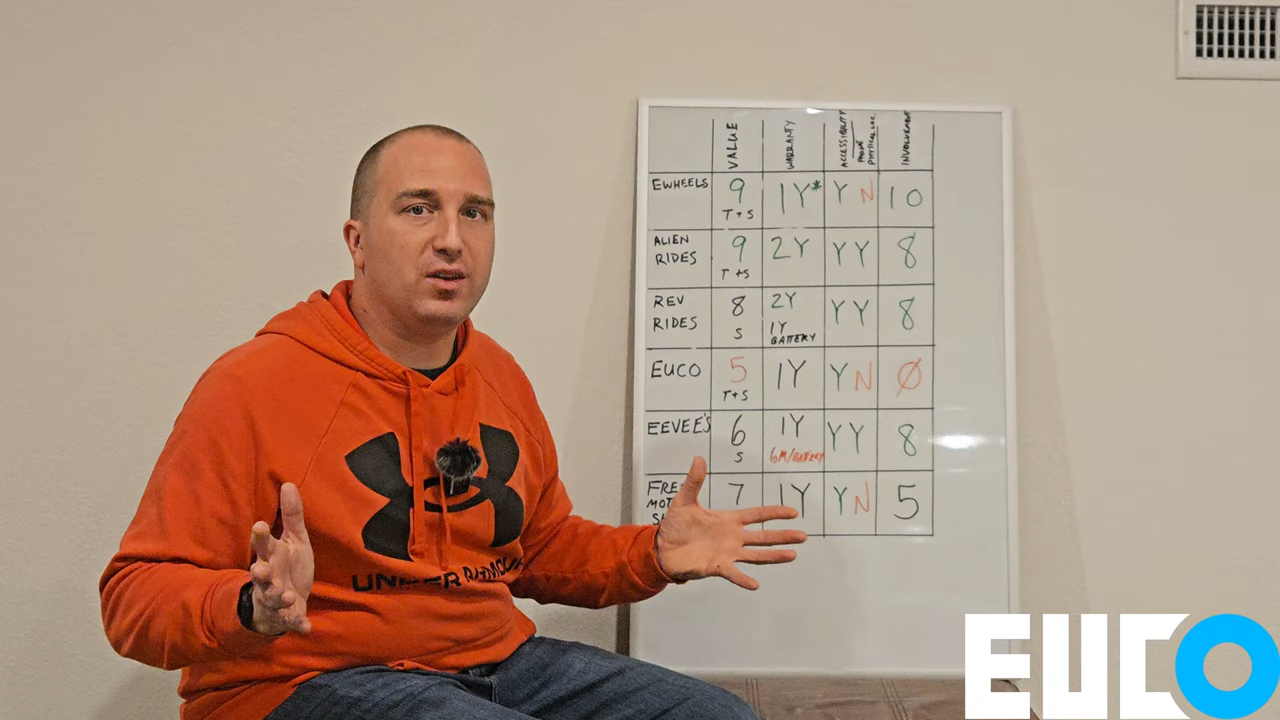 VALUE
WARRANTY
ACCESSIBILITY
PHONE
PHYSICAL LOC.
INVOLVEMENT
EWHEELS 9 1Y* Y N 10
T+S
ALIEN RIDES 9 2Y Y Y 8
T+S
REV RIDES 8 2Y Y Y 8
S 1Y BATTERY
EUCO 5 1Y Y N Ø
T+S
EEVEE'S 6 1Y Y Y 8
S 6M/BATTERY
7 1Y Y N 5
UNDER ARMOUR
EUCO